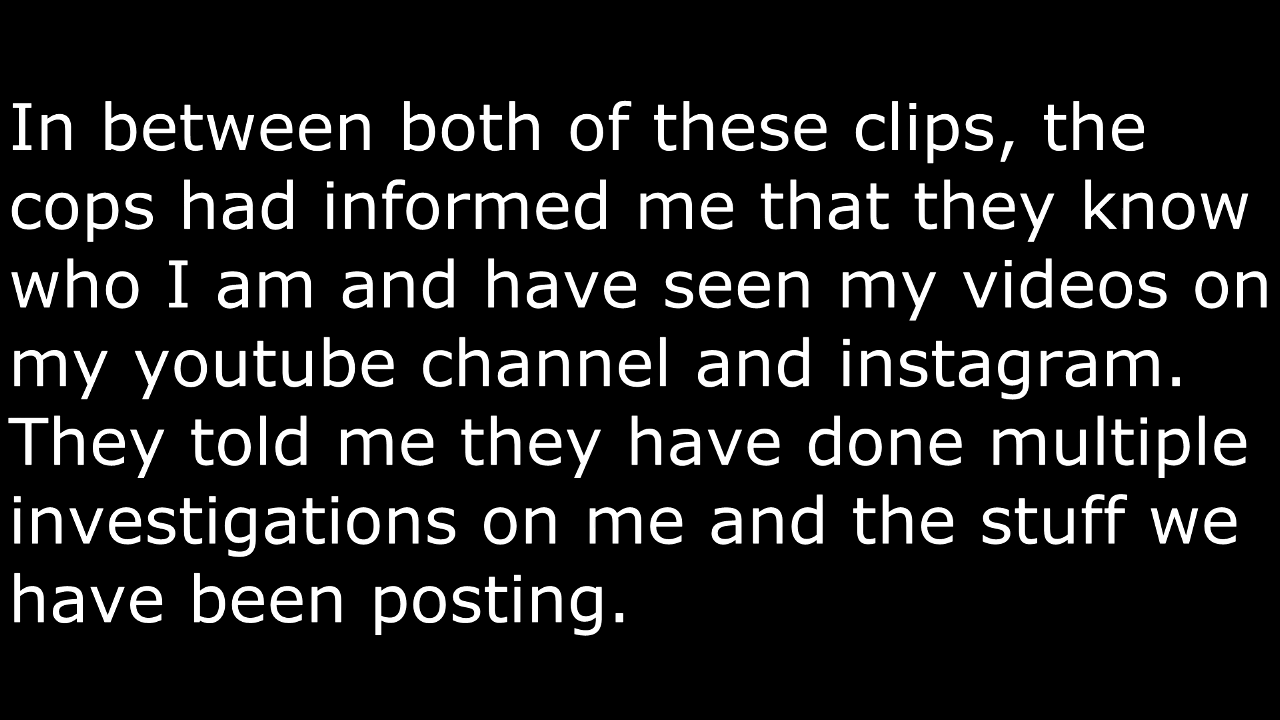 In between both of these clips, the
cops had informed me that they know
who I am and have seen my videos on
my youtube channel and instagram.
They told me they have done multiple
investigations on me and the stuff we
have been posting.